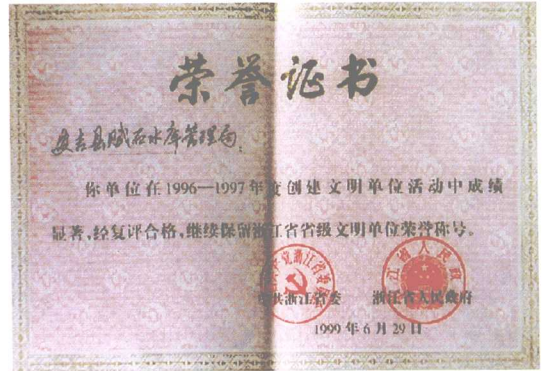 荣誉证书
安吉县赋石水库管理局:
你单位在1996—1997年度创建文明单位活动中成绩
显著,经复评合格,继续保留浙江省省级文明单位荣誉称号。
中共浙江省委 浙江省人民政府
1999年6月29日